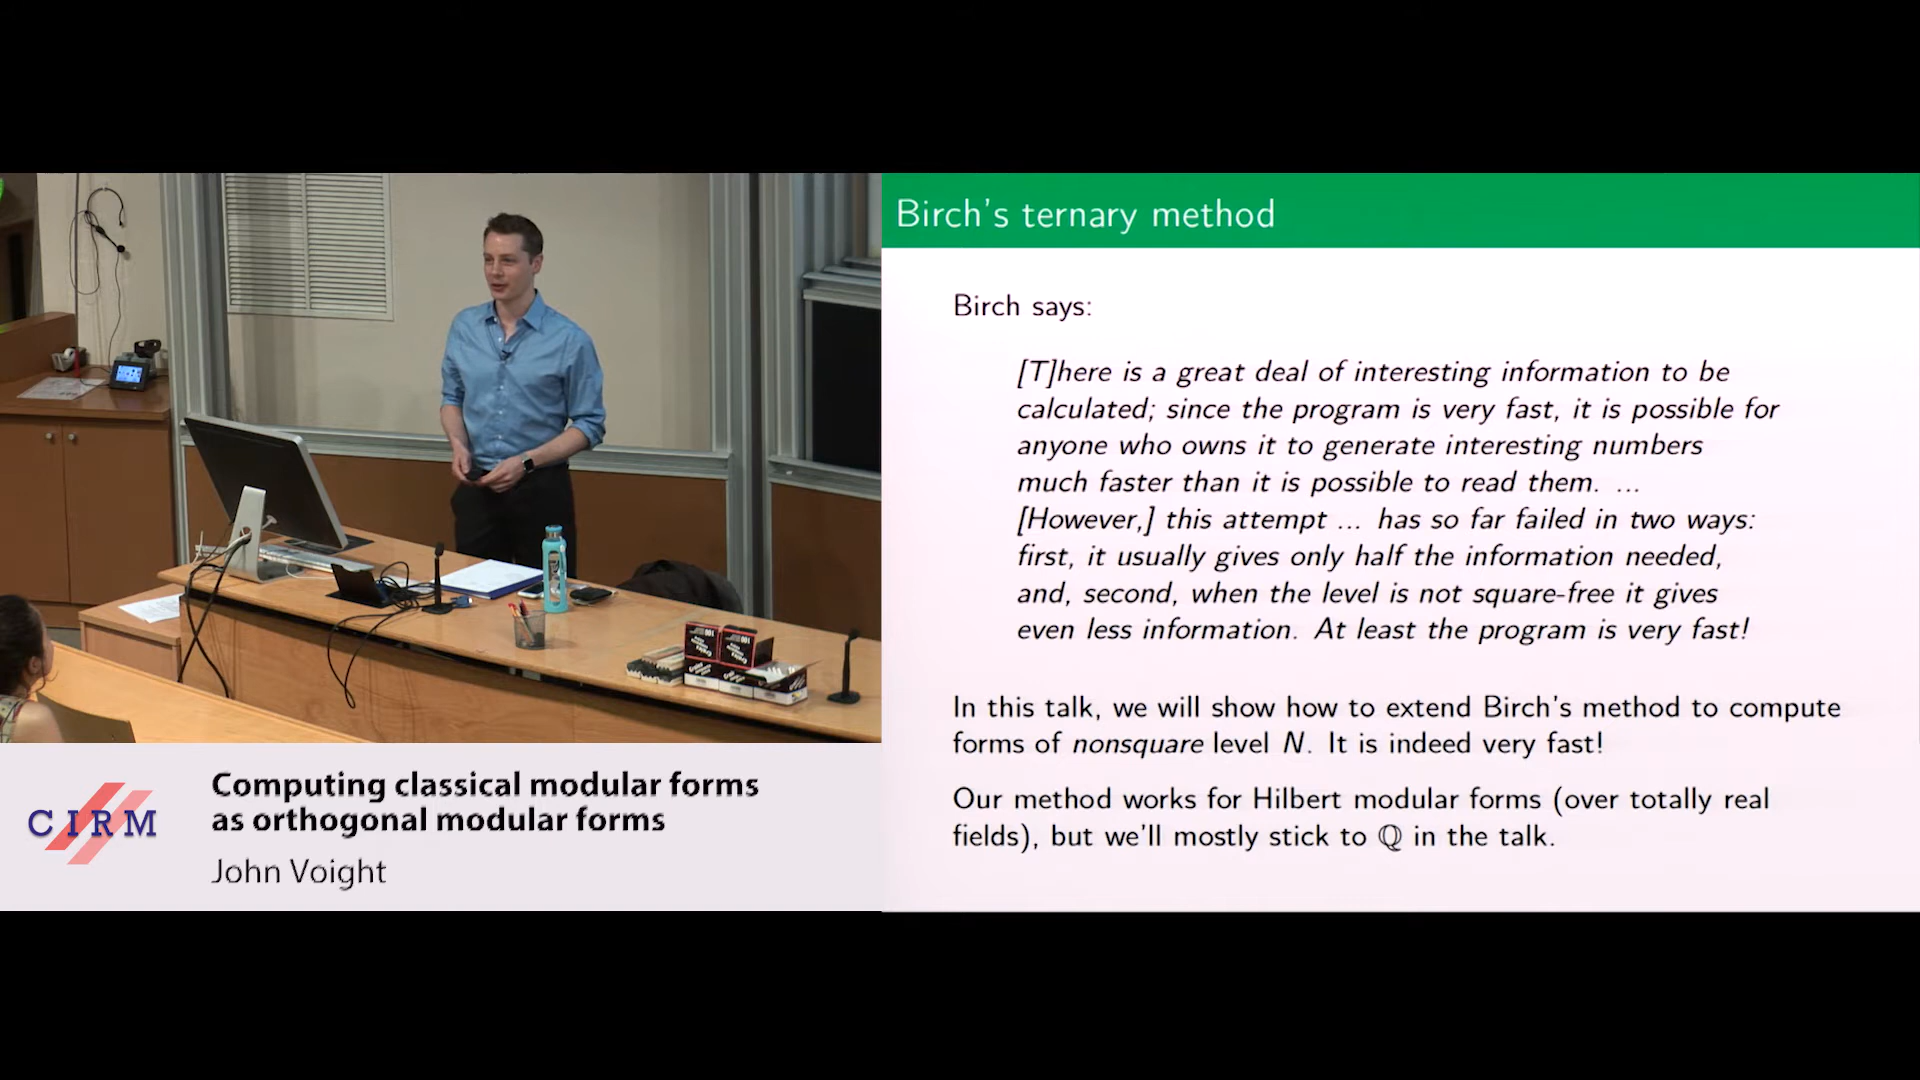 Birch's ternary method
Birch says:
[T]here is a great deal of interesting information to be
calculated; since the program is very fast, it is possible for
anyone who owns it to generate interesting numbers
much faster than it is possible to read them. ...
[However,] this attempt ... has so far failed in two ways:
first, it usually gives only half the information needed,
and, second, when the level is not square-free it gives
even less information. At least the program is very fast!
In this talk, we will show how to extend Birch's method to compute
forms of nonsquare level N. It is indeed very fast!
Our method works for Hilbert modular forms (over totally real
fields), but we'll mostly stick to ℚ in the talk.
CIRM
Computing classical modular forms
as orthogonal modular forms
John Voight